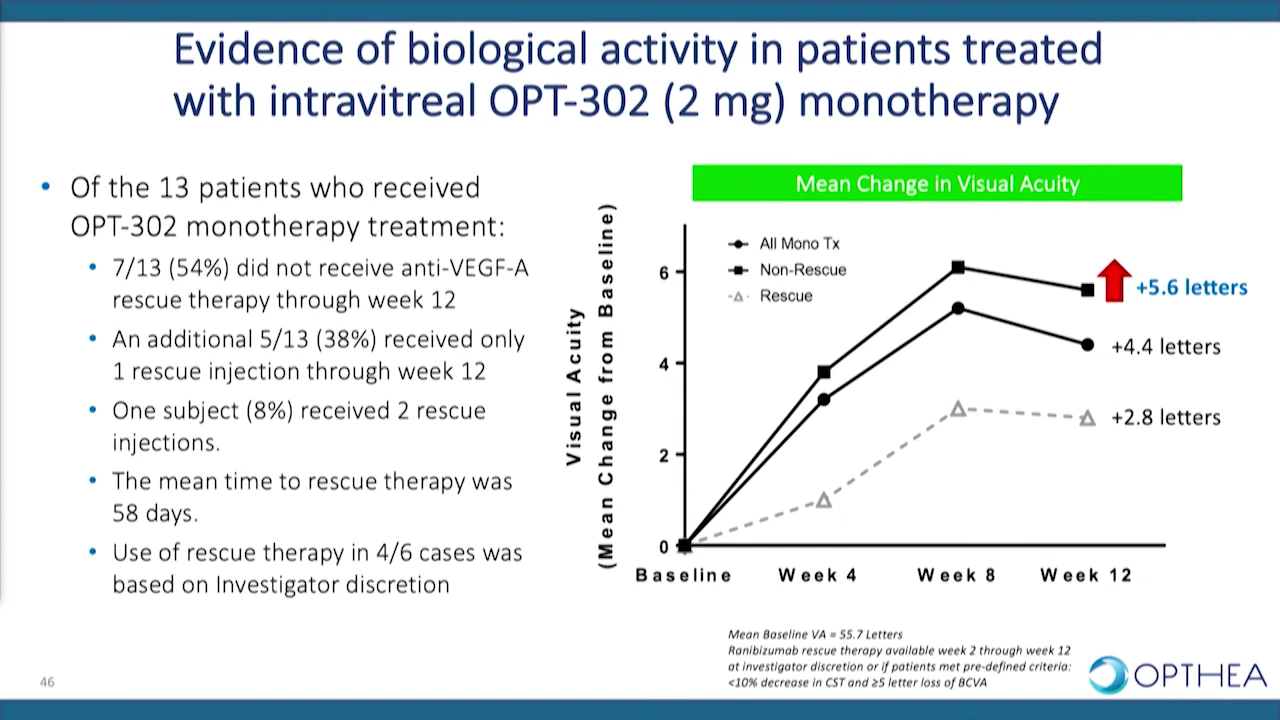 Evidence of biological activity in patients treated
with intravitreal OPT-302 (2 mg) monotherapy
• Of the 13 patients who received
OPT-302 monotherapy treatment:
• 7/13 (54%) did not receive anti-VEGF-A
rescue therapy through week 12
• An additional 5/13 (38%) received only
1 rescue injection through week 12
• One subject (8%) received 2 rescue
injections.
• The mean time to rescue therapy was
58 days.
• Use of rescue therapy in 4/6 cases was
based on Investigator discretion
Mean Change in Visual Acuity
Visual Acuity
(Mean Change from Baseline)
6
4
2
0
All Mono Tx
Non-Rescue
Rescue
+5.6 letters
+4.4 letters
+2.8 letters
Baseline Week 4 Week 8 Week 12
Mean Baseline VA = 55.7 Letters
Ranibizumab rescue therapy available week 2 through week 12
at investigator discretion or if patients met pre-defined criteria:
<10% decrease in CST and ≥5 letter loss of BCVA
46
OPTHEA